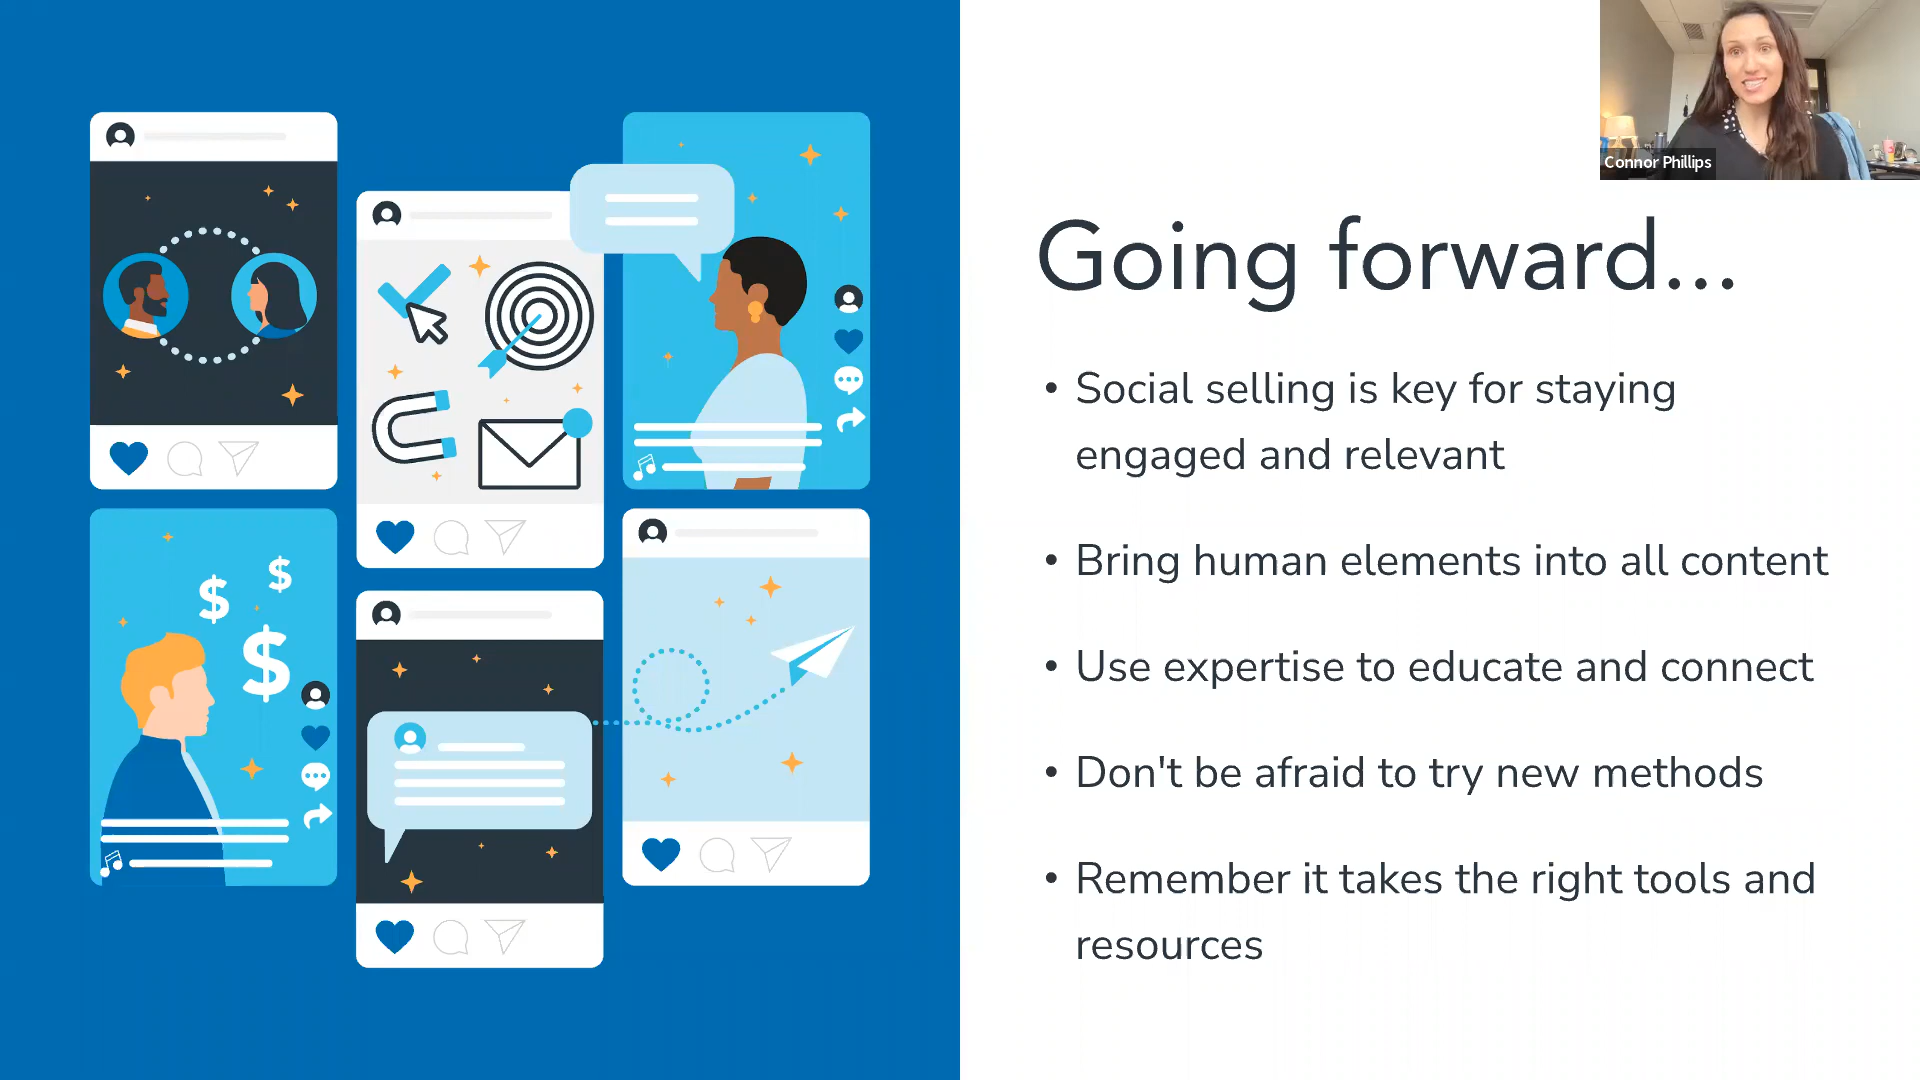 Connor Phillips
Going forward...
• Social selling is key for staying
engaged and relevant
• Bring human elements into all content
• Use expertise to educate and connect
• Don't be afraid to try new methods
• Remember it takes the right tools and
resources
$
$
$